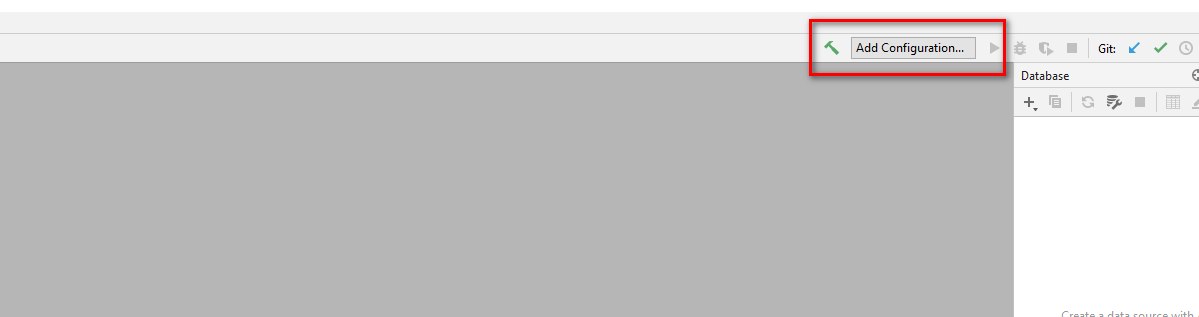 Add Configuration...
Git:
Database
Create a data source with